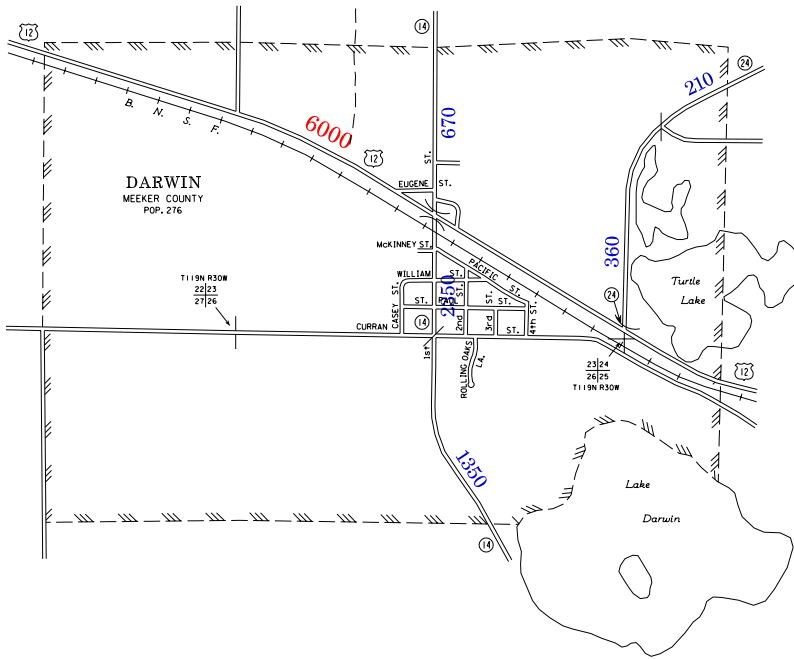 12
14
24
210
670
6000
B. N. S. F.
12
ST.
DARWIN
MEEKER COUNTY
POP. 276
EUGENE ST.
McKINNEY ST.
PACIFIC ST.
360
Turtle
Lake
T119N R30W
22 23
27 26
WILLIAM ST.
CASEY ST.
ST. PAUL ST.
ST.
ST.
4th ST.
24
14
2nd
3rd
CURRAN
ST.
1st
ROLLING OAKS
LA.
23 24
26 25
T119N R30W
12
1350
Lake
Darwin
14